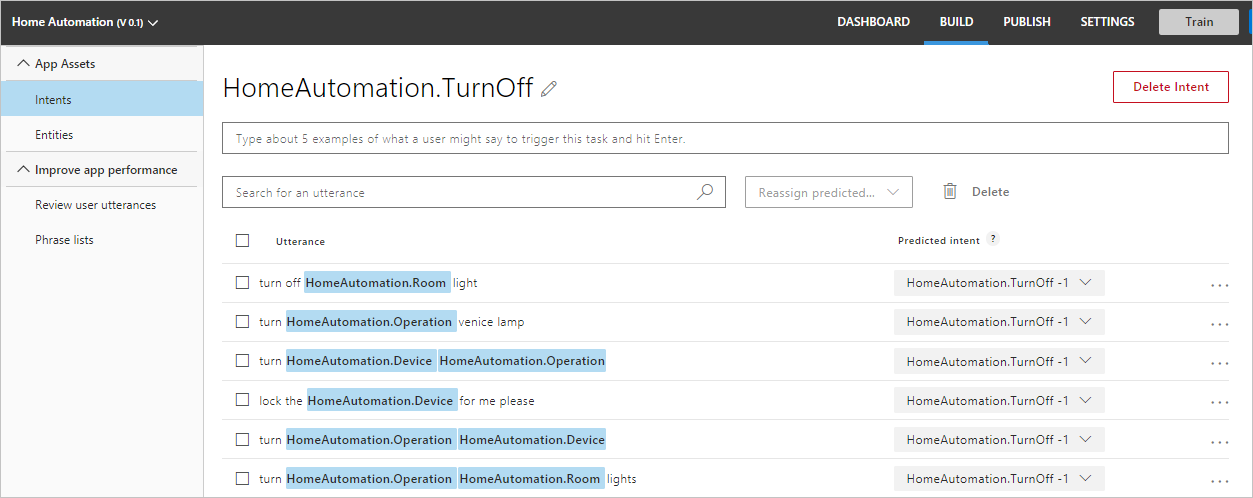 Home Automation (V 0.1) DASHBOARD BUILD PUBLISH SETTINGS Train
App Assets
Intents
Entities
Improve app performance
Review user utterances
Phrase lists
HomeAutomation.TurnOff Delete Intent
Type about 5 examples of what a user might say to trigger this task and hit Enter.
Search for an utterance Reassign predicted... Delete
Utterance Predicted intent ?
turn off HomeAutomation.Room light HomeAutomation.TurnOff -1 ...
turn HomeAutomation.Operation venice lamp HomeAutomation.TurnOff -1 ...
turn HomeAutomation.Device HomeAutomation.Operation HomeAutomation.TurnOff -1 ...
lock the HomeAutomation.Device for me please HomeAutomation.TurnOff -1 ...
turn HomeAutomation.Operation HomeAutomation.Device HomeAutomation.TurnOff -1 ...
turn HomeAutomation.Operation HomeAutomation.Room lights HomeAutomation.TurnOff -1 ...